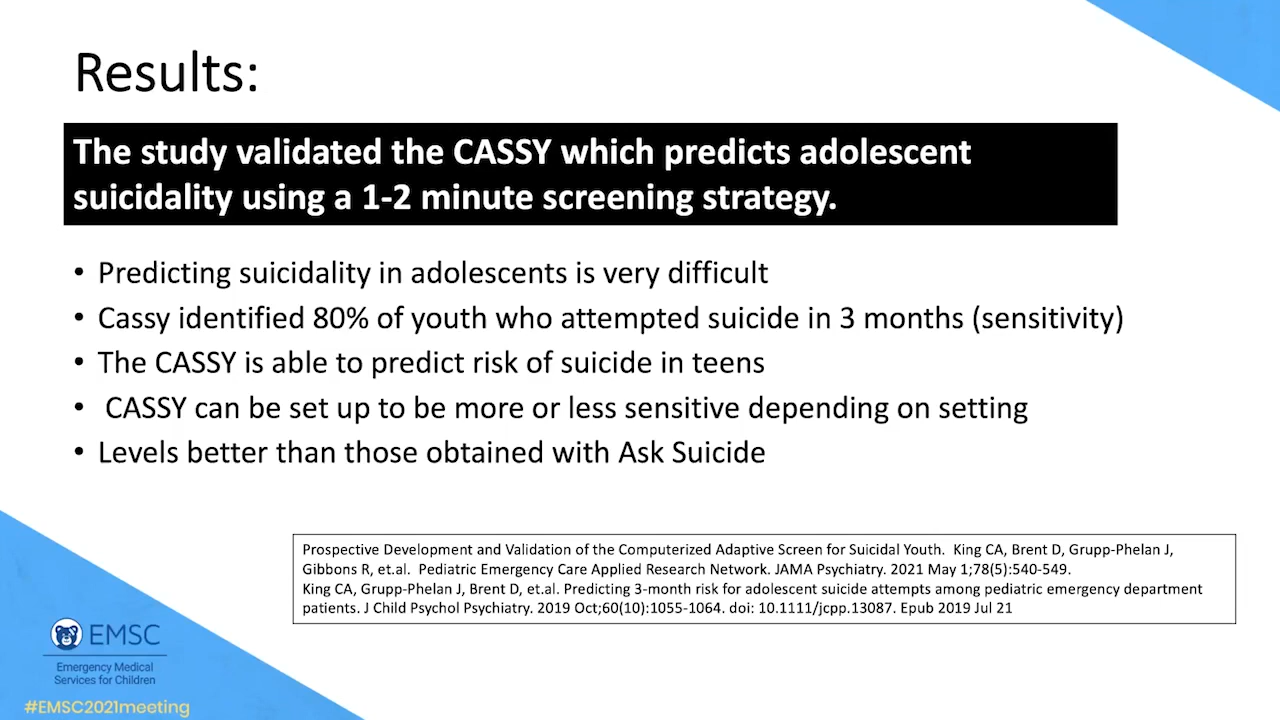 Results:
The study validated the CASSY which predicts adolescent
suicidality using a 1-2 minute screening strategy.
• Predicting suicidality in adolescents is very difficult
• Cassy identified 80% of youth who attempted suicide in 3 months (sensitivity)
• The CASSY is able to predict risk of suicide in teens
• CASSY can be set up to be more or less sensitive depending on setting
• Levels better than those obtained with Ask Suicide
Prospective Development and Validation of the Computerized Adaptive Screen for Suicidal Youth. King CA, Brent D, Grupp-Phelan J,
Gibbons R, et.al. Pediatric Emergency Care Applied Research Network. JAMA Psychiatry. 2021 May 1;78(5):540-549.
King CA, Grupp-Phelan J, Brent D, et.al. Predicting 3-month risk for adolescent suicide attempts among pediatric emergency department
patients. J Child Psychol Psychiatry. 2019 Oct;60(10):1055-1064. doi: 10.1111/jcpp.13087. Epub 2019 Jul 21
EMSC
Emergency Medical
Services for Children
#EMSC2021meeting